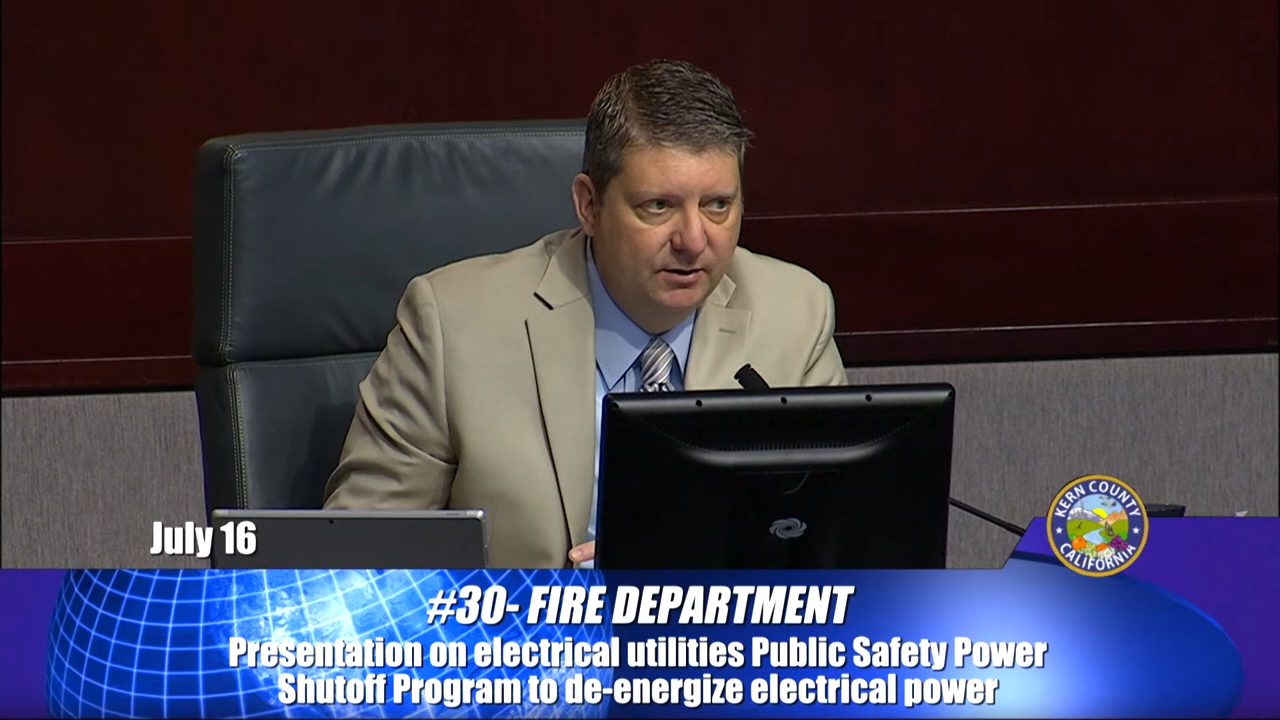 July 16
KERN COUNTY
CALIFORNIA
#30- FIRE DEPARTMENT
Presentation on electrical utilities Public Safety Power
Shutoff Program to de-energize electrical power